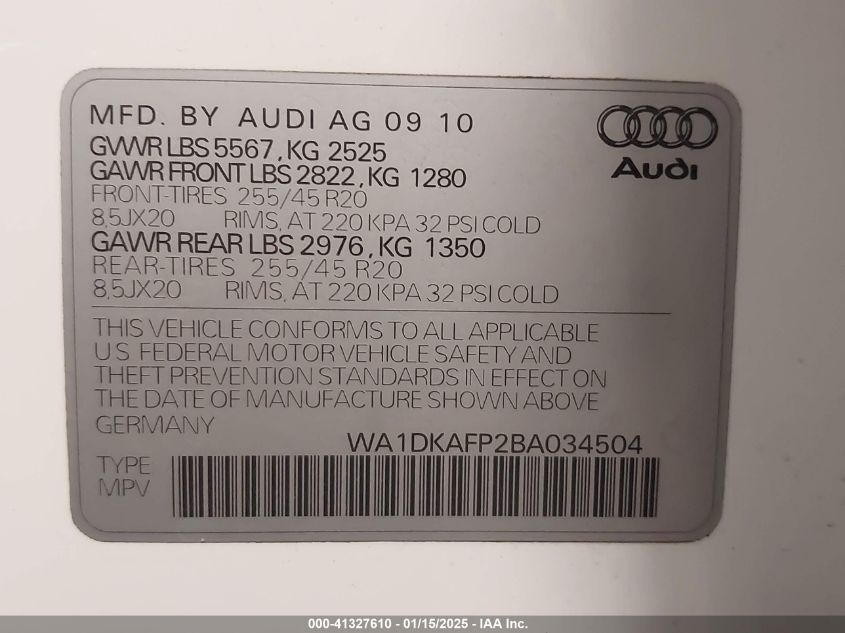 MFD. BY AUDI AG 09 10
GVWR LBS 5567, KG 2525
GAWR FRONT LBS 2822, KG 1280
FRONT-TIRES 255/45 R20
8,5JX20 RIMS, AT 220 KPA 32 PSI COLD
GAWR REAR LBS 2976, KG 1350
REAR-TIRES 255/45 R20
8,5JX20 RIMS, AT 220 KPA 32 PSI COLD
Audi
THIS VEHICLE CONFORMS TO ALL APPLICABLE
U.S. FEDERAL MOTOR VEHICLE SAFETY AND
THEFT PREVENTION STANDARDS IN EFFECT ON
THE DATE OF MANUFACTURE SHOWN ABOVE
GERMANY
WA1DKAFP2BA034504
TYPE
MPV
000-41327610 - 01/15/2025 - IAA, Inc.